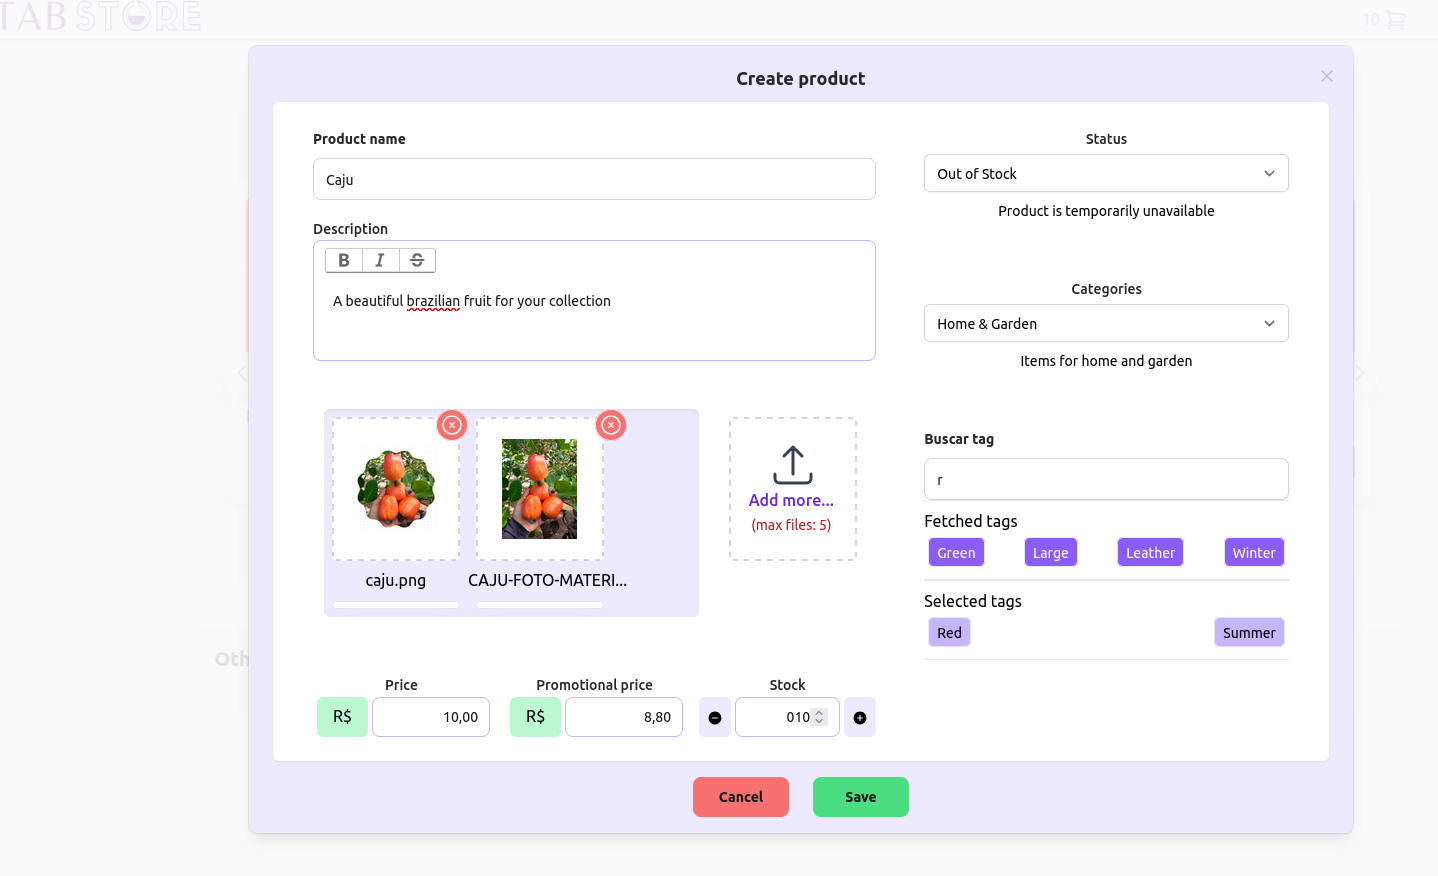 TAB STORE
10
Create product
Product name
Caju
Description
B I S
A beautiful brazilian fruit for your collection
caju.png
CAJU-FOTO-MATERI...
Add more...
(max files: 5)
Price
R$ 10,00
Promotional price
R$ 8,80
Stock
010
Status
Out of Stock
Product is temporarily unavailable
Categories
Home & Garden
Items for home and garden
Buscar tag
r
Fetched tags
Green Large Leather Winter
Selected tags
Red Summer
Oth
Cancel Save